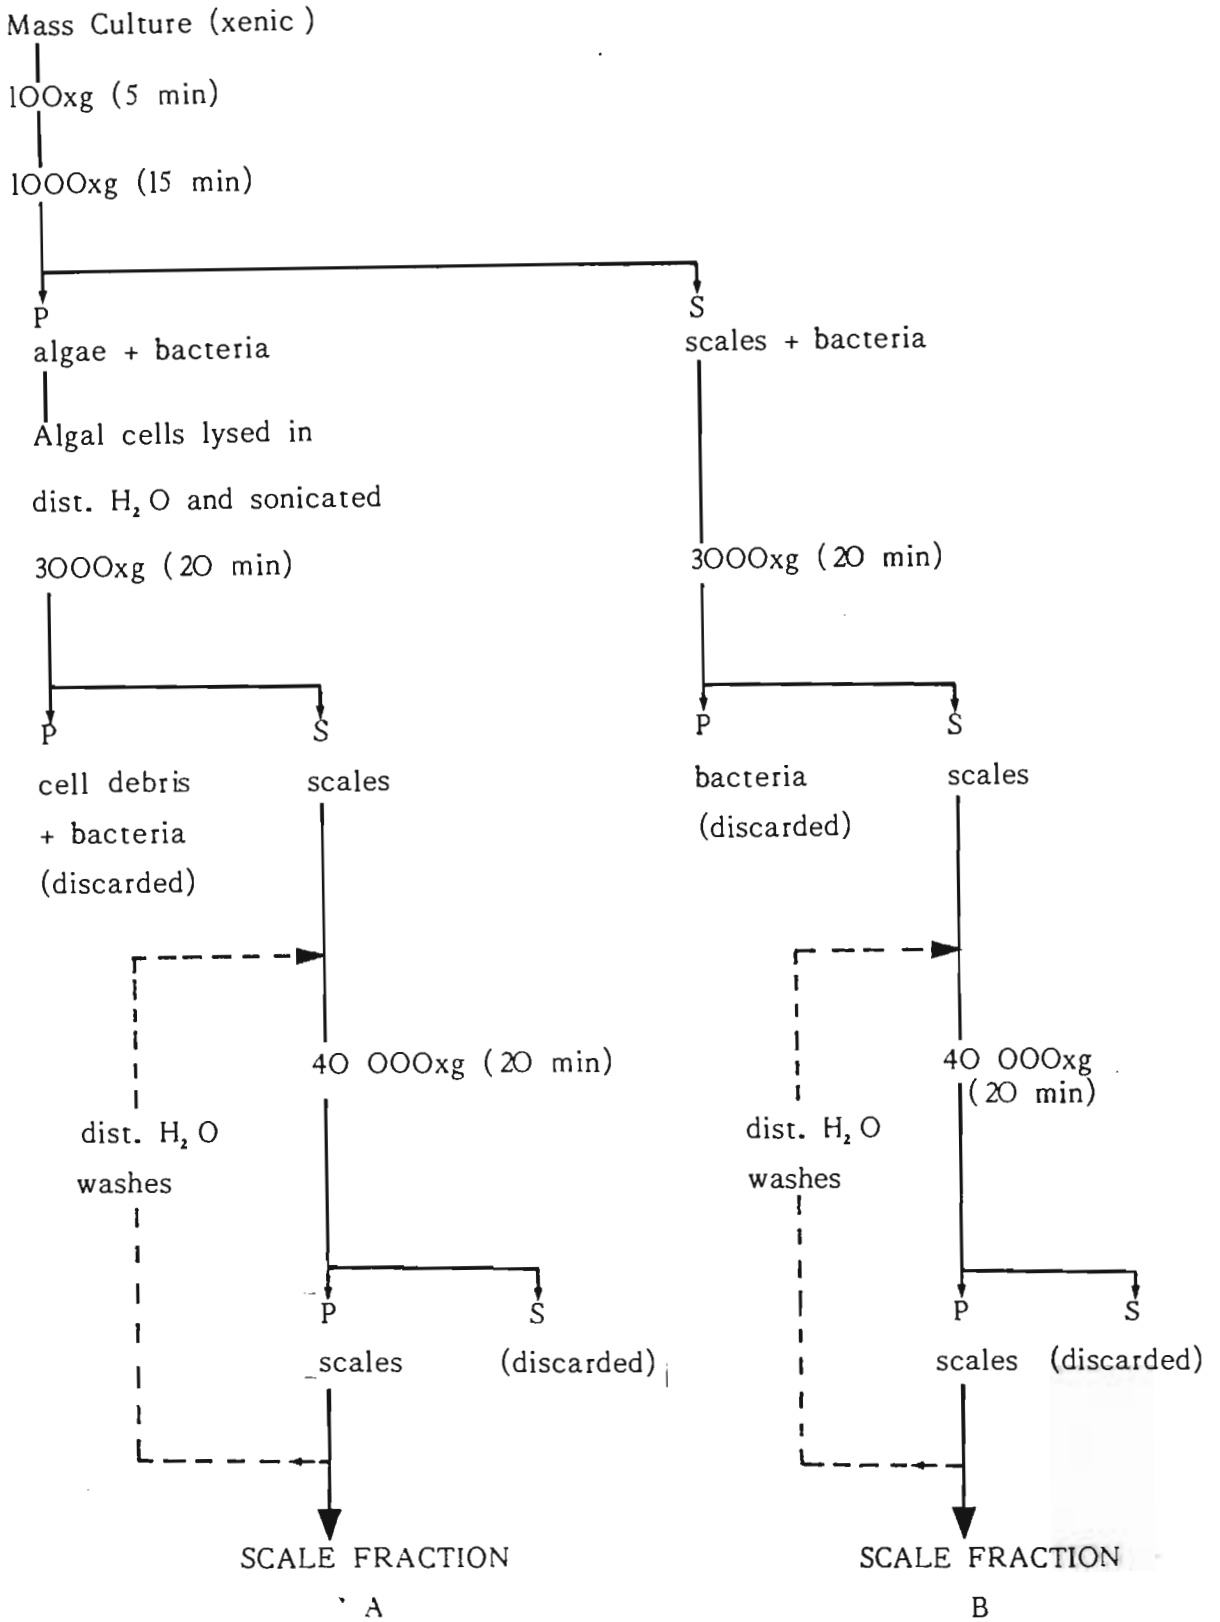 Mass Culture (xenic )
100xg (5 min)
1000xg (15 min)
P
algae + bacteria
Algal cells lysed in
dist. H₂O and sonicated
3000xg (20 min)
P
cell debris
+ bacteria
(discarded)
S
scales
40 000xg (20 min)
dist. H₂O
washes
P
scales
S
(discarded)
SCALE FRACTION
A
S
scales + bacteria
3000xg (20 min)
P
bacteria
(discarded)
S
scales
40 000xg
(20 min)
dist. H₂O
washes
P
scales
S
(discarded)
SCALE FRACTION
B